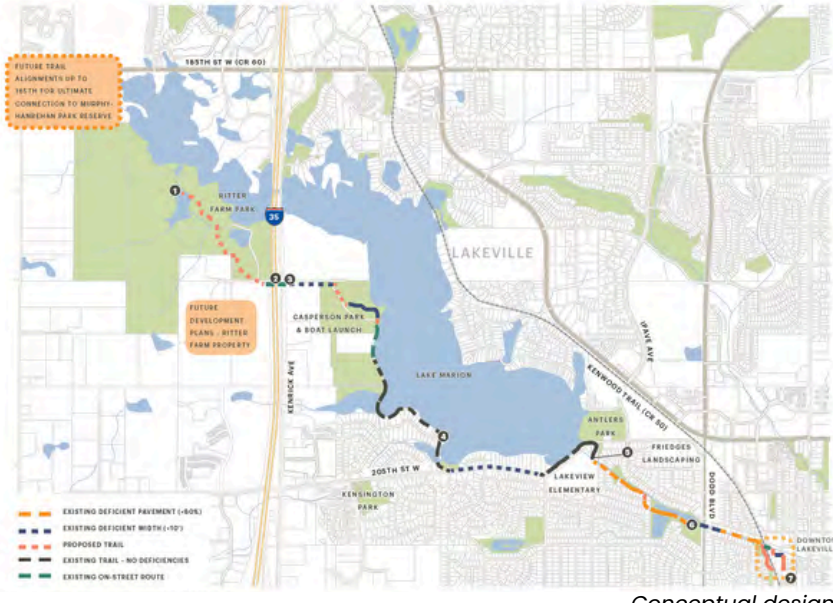 FUTURE TRAIL
ALIGNMENTS UP TO
165TH FOR ULTIMATE
CONNECTION TO MURPHY-
HANREHAN PARK RESERVE
165TH ST W (CR 60)
1
RITTER
FARM PARK
35
LAKEVILLE
2
3
FUTURE
DEVELOPMENT
PLANS - RITTER
FARM PROPERTY
CASPERSON PARK
& BOAT LAUNCH
KENRICK AVE
IPAVE AVE
LAKE MARION
KENWOOD TRAIL (CR 50)
ANTLERS
PARK
4
5
FRIEDGES
LANDSCAPING
205TH ST W
LAKEVIEW
ELEMENTARY
DODD BLVD
KENSINGTON
PARK
6
EXISTING DEFICIENT PAVEMENT (<60%)
EXISTING DEFICIENT WIDTH (<10')
PROPOSED TRAIL
EXISTING TRAIL - NO DEFICIENCIES
EXISTING ON-STREET ROUTE
DOWNTO
LAKEVILL
7
Conceptual design